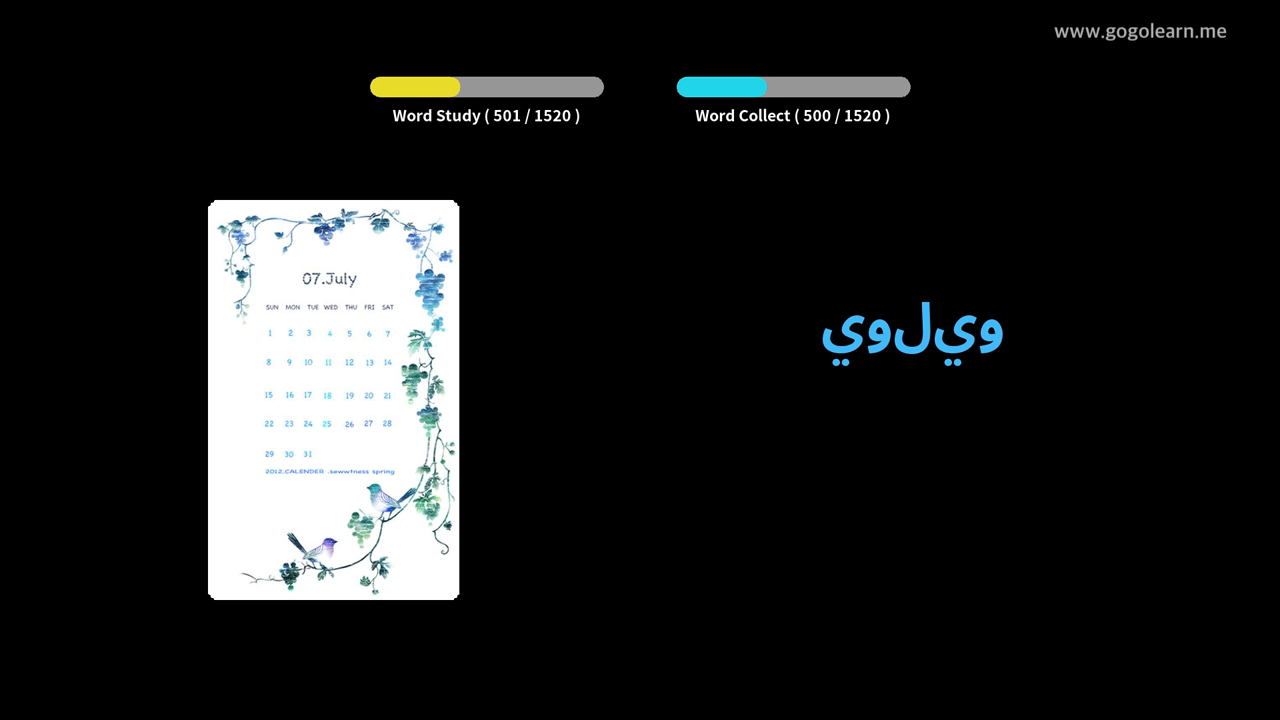 www.gogolearn.me
Word Study ( 501 / 1520 )
Word Collect ( 500 / 1520 )
07.July
SUN MON TUE WED THU FRI SAT
1 2 3 4 5 6 7
8 9 10 11 12 13 14
15 16 17 18 19 20 21
22 23 24 25 26 27 28
29 30 31
2012.CALENDER .sewwtness spring
يوليو